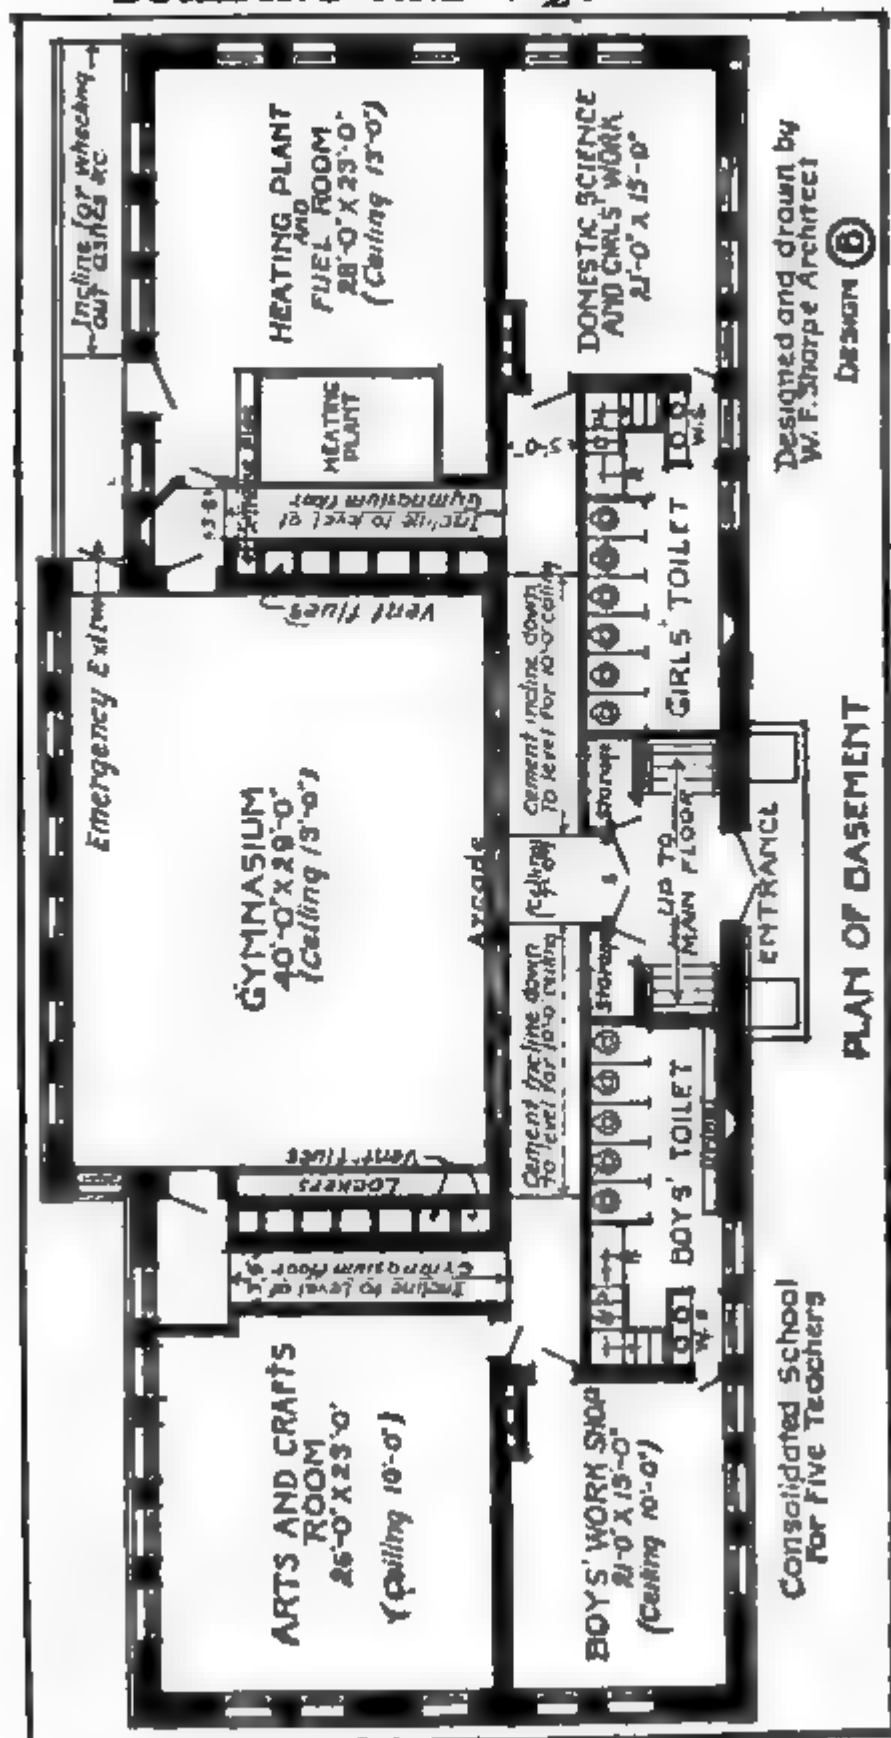 Incline for wheeling
out ashes &c
Emergency Exit
HEATING PLANT
AND
FUEL ROOM
28'-0" X 23'-0"
(Ceiling 13'-0")
HEATING
PLANT
Incline to level of
Gymnasium floor
Vent flues
GYMNASIUM
40'-0" X 28'-0"
(Ceiling 13'-0")
Vent flues
Lockers
Incline to Level of
Gymnasium floor
ARTS AND CRAFTS
ROOM
26'-0" X 23'-0"
(Ceiling 10'-0")
DOMESTIC SCIENCE
AND GIRLS WORK
21'-0" X 15'-0"
5'-0"
Cement incline down
To level for 10'-0" ceiling
Arcade
Cement incline down
to level for 10'-0" ceiling
GIRLS' TOILET
Storage
UP TO
MAIN FLOOR
Storage
ENTRANCE
BOYS' TOILET
BOYS' WORK SHOP
21'-0" X 15'-0"
(Ceiling 10'-0")
Consolidated School
For Five Teachers
PLAN OF BASEMENT
Designed and drawn by
W. F. Sharpe Architect
DESIGN B